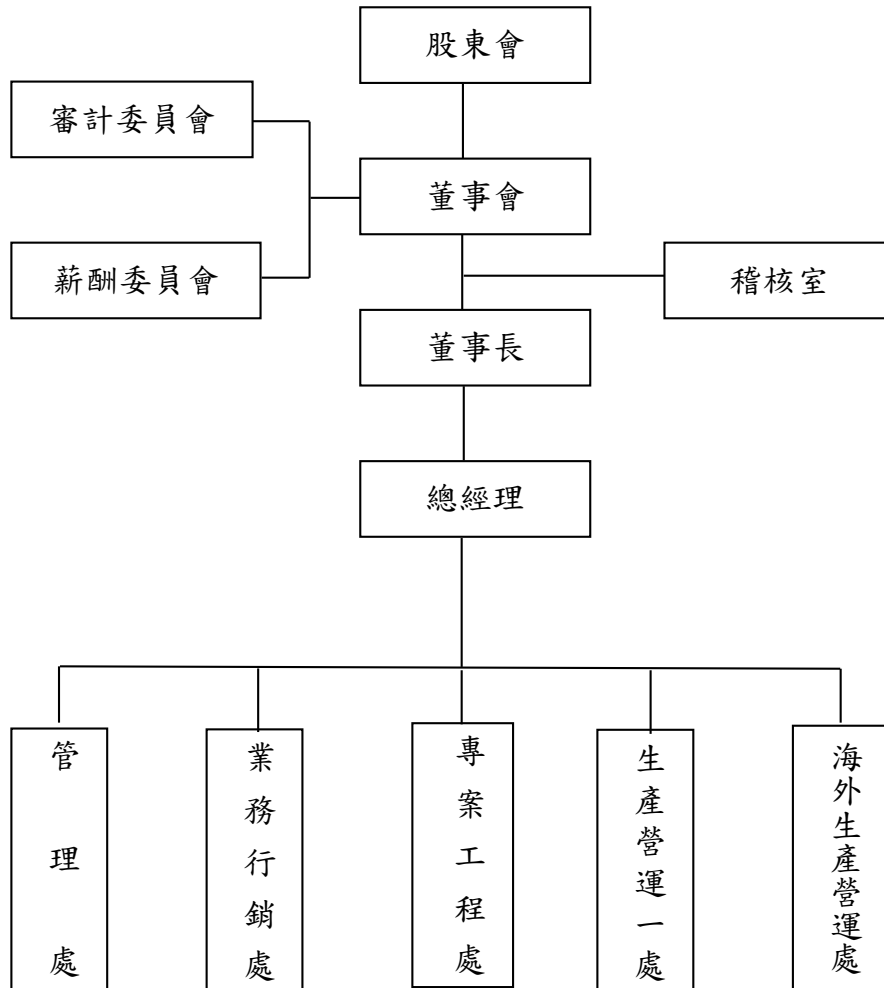 股東會
審計委員會
董事會
薪酬委員會
稽核室
董事長
總經理
管理處
業務行銷處
專案工程處
生產營運一處
海外生產營運處